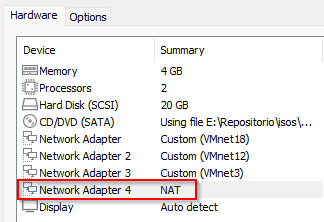 Hardware Options
Device Summary
Memory 4 GB
Processors 2
Hard Disk (SCSI) 20 GB
CD/DVD (SATA) Using file E:\Repositorio\isos\...
Network Adapter Custom (VMnet18)
Network Adapter 2 Custom (VMnet12)
Network Adapter 3 Custom (VMnet3)
Network Adapter 4 NAT
Display Auto detect